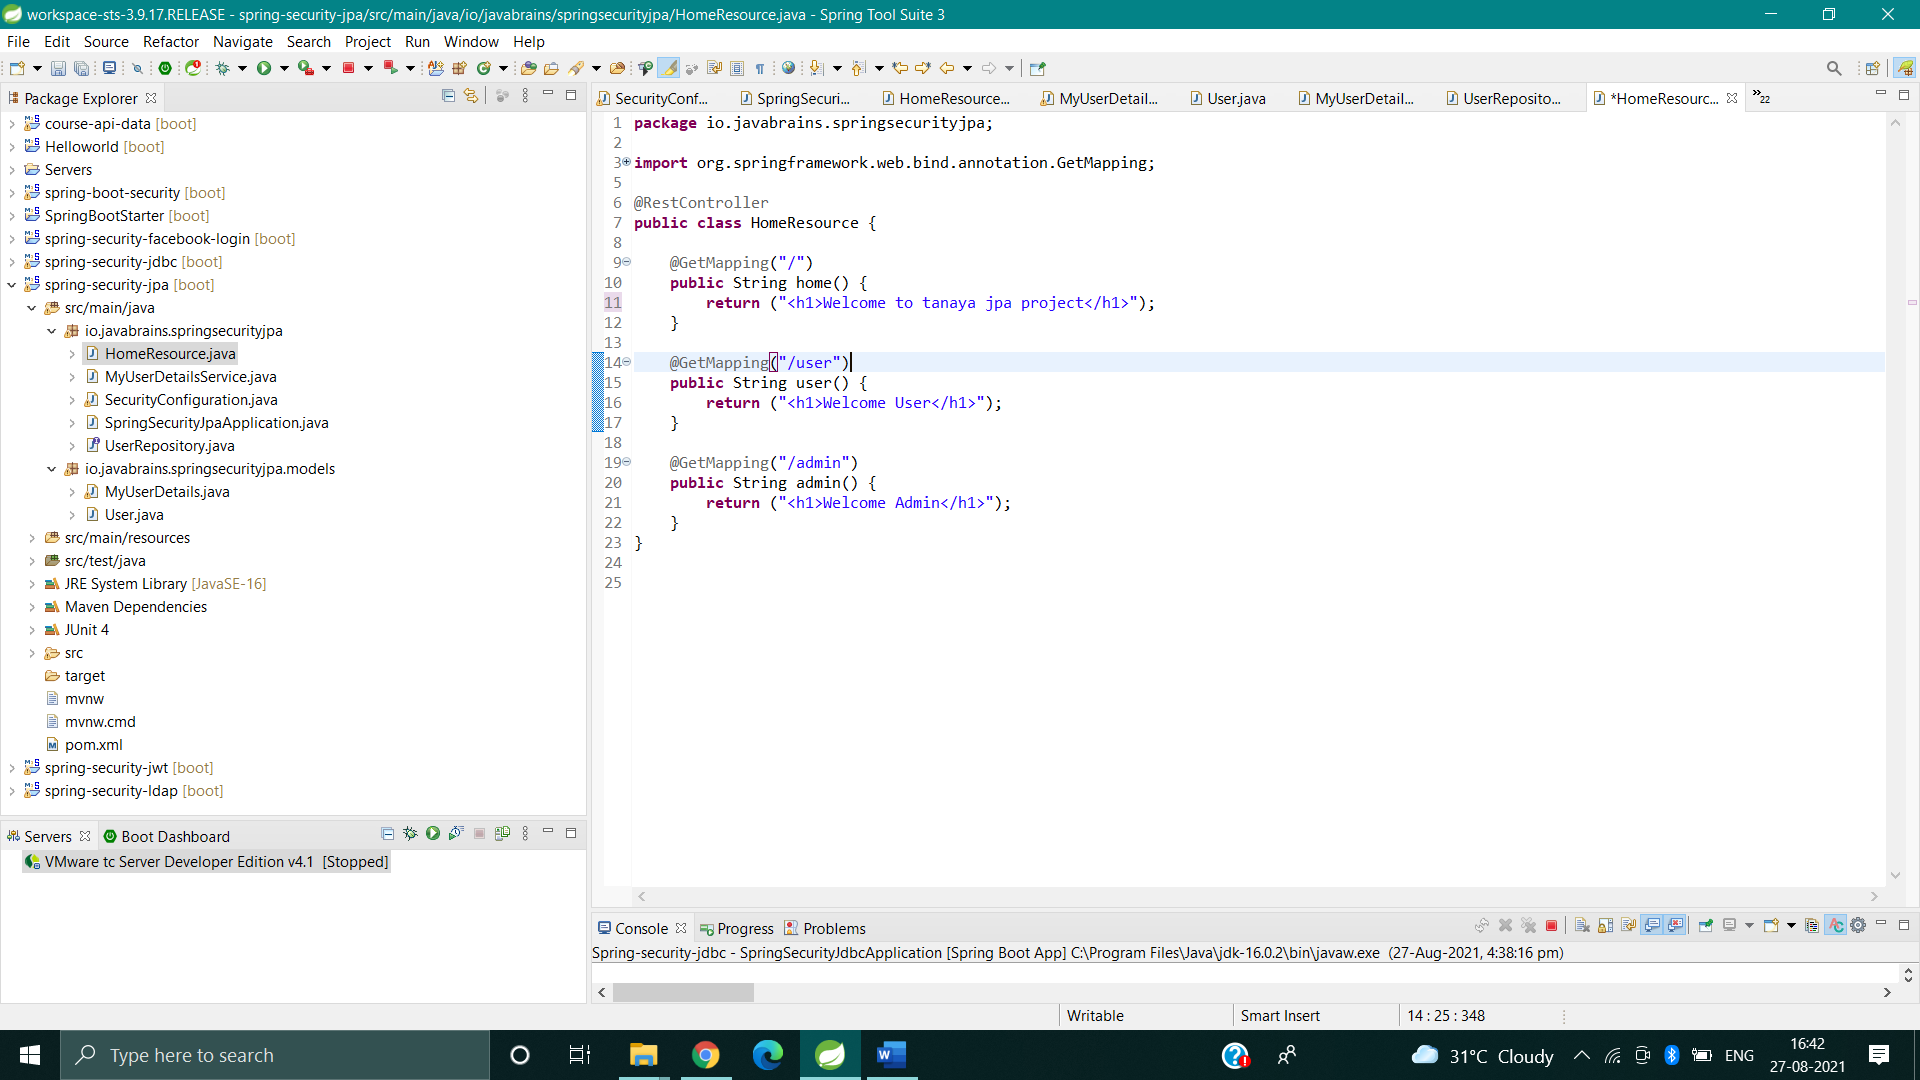 workspace-sts-3.9.17.RELEASE - spring-security-jpa/src/main/java/io/javabrains/springsecurityjpa/HomeResource.java - Spring Tool Suite 3
File Edit Source Refactor Navigate Search Project Run Window Help
Package Explorer
course-api-data [boot]
Helloworld [boot]
Servers
spring-boot-security [boot]
SpringBootStarter [boot]
spring-security-facebook-login [boot]
spring-security-jdbc [boot]
spring-security-jpa [boot]
src/main/java
io.javabrains.springsecurityjpa
HomeResource.java
MyUserDetailsService.java
SecurityConfiguration.java
SpringSecurityJpaApplication.java
UserRepository.java
io.javabrains.springsecurityjpa.models
MyUserDetails.java
User.java
src/main/resources
src/test/java
JRE System Library [JavaSE-16]
Maven Dependencies
JUnit 4
src
target
mvnw
mvnw.cmd
pom.xml
spring-security-jwt [boot]
spring-security-ldap [boot]
Servers Boot Dashboard
VMware tc Server Developer Edition v4.1 [Stopped]
SecurityConf... SpringSecuri... HomeResource... MyUserDetail... User.java MyUserDetail... UserReposito... *HomeResourc... 22
1 package io.javabrains.springsecurityjpa;
2
3 import org.springframework.web.bind.annotation.GetMapping;
5
6 @RestController
7 public class HomeResource {
8
9 @GetMapping("/")
10 public String home() {
11 return ("<h1>Welcome to tanaya jpa project</h1>");
12 }
13
14 @GetMapping("/user")
15 public String user() {
16 return ("<h1>Welcome User</h1>");
17 }
18
19 @GetMapping("/admin")
20 public String admin() {
21 return ("<h1>Welcome Admin</h1>");
22 }
23 }
24
25
Console Progress Problems
Spring-security-jdbc - SpringSecurityJdbcApplication [Spring Boot App] C:\Program Files\Java\jdk-16.0.2\bin\javaw.exe (27-Aug-2021, 4:38:16 pm)
Writable Smart Insert 14 : 25 : 348
Type here to search
31°C Cloudy ENG
16:42
27-08-2021